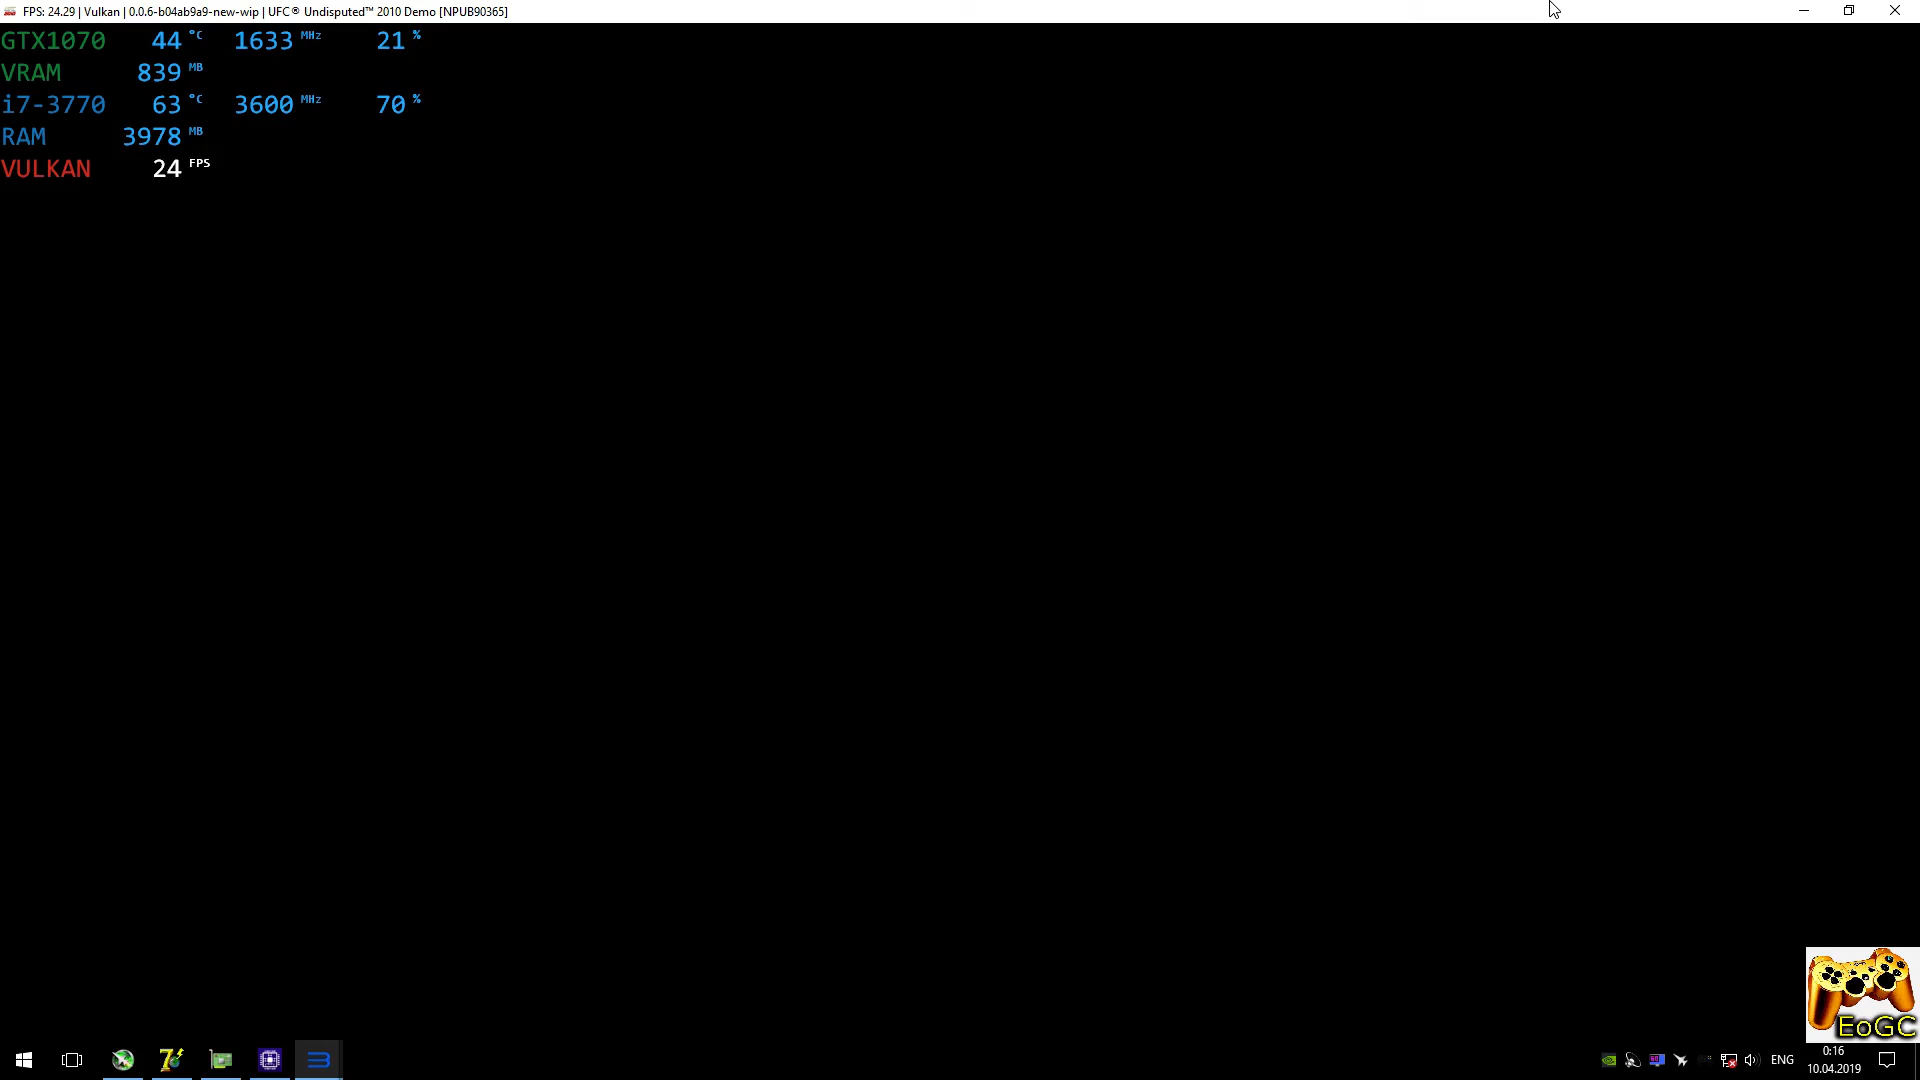 FPS: 24.29 | Vulkan | 0.0.6-b04ab9a9-new-wip | UFC® Undisputed™ 2010 Demo [NPUB90365]
GTX1070 44 °C 1633 MHz 21 %
VRAM 839 MB
i7-3770 63 °C 3600 MHz 70 %
RAM 3978 MB
VULKAN 24 FPS
EoGC
7
60
ENG
0:16
10.04.2019